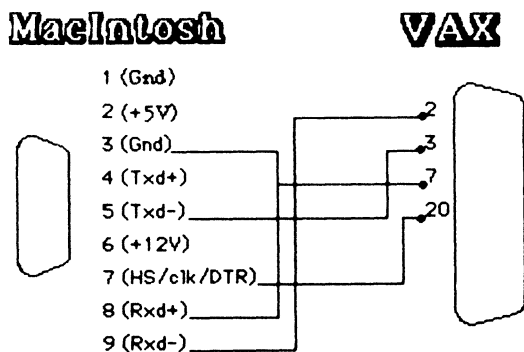 MacIntosh VAX
1 (Gnd)
2 (+5V)
3 (Gnd)
4 (Txd+)
5 (Txd-)
6 (+12V)
7 (HS/clk/DTR)
8 (Rxd+)
9 (Rxd-)
2
3
7
20